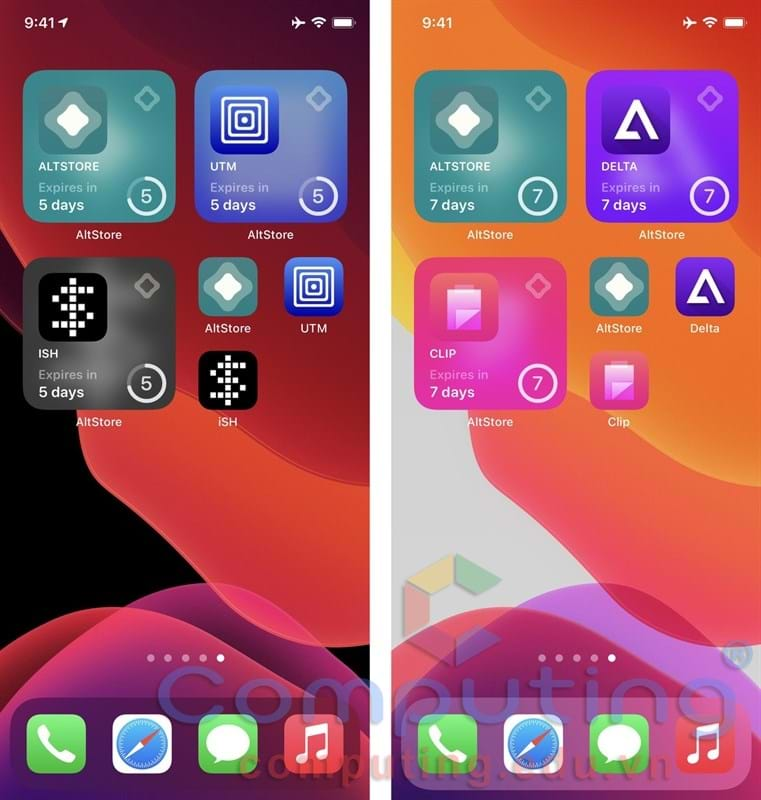 9:41
ALTSTORE
Expires in
5 days
5
AltStore
UTM
Expires in
5 days
5
AltStore
ISH
Expires in
5 days
5
AltStore
AltStore
UTM
iSH
9:41
ALTSTORE
Expires in
7 days
7
AltStore
DELTA
Expires in
7 days
7
AltStore
CLIP
Expires in
7 days
7
AltStore
AltStore
Delta
Clip
Computing®
computing.edu.vn